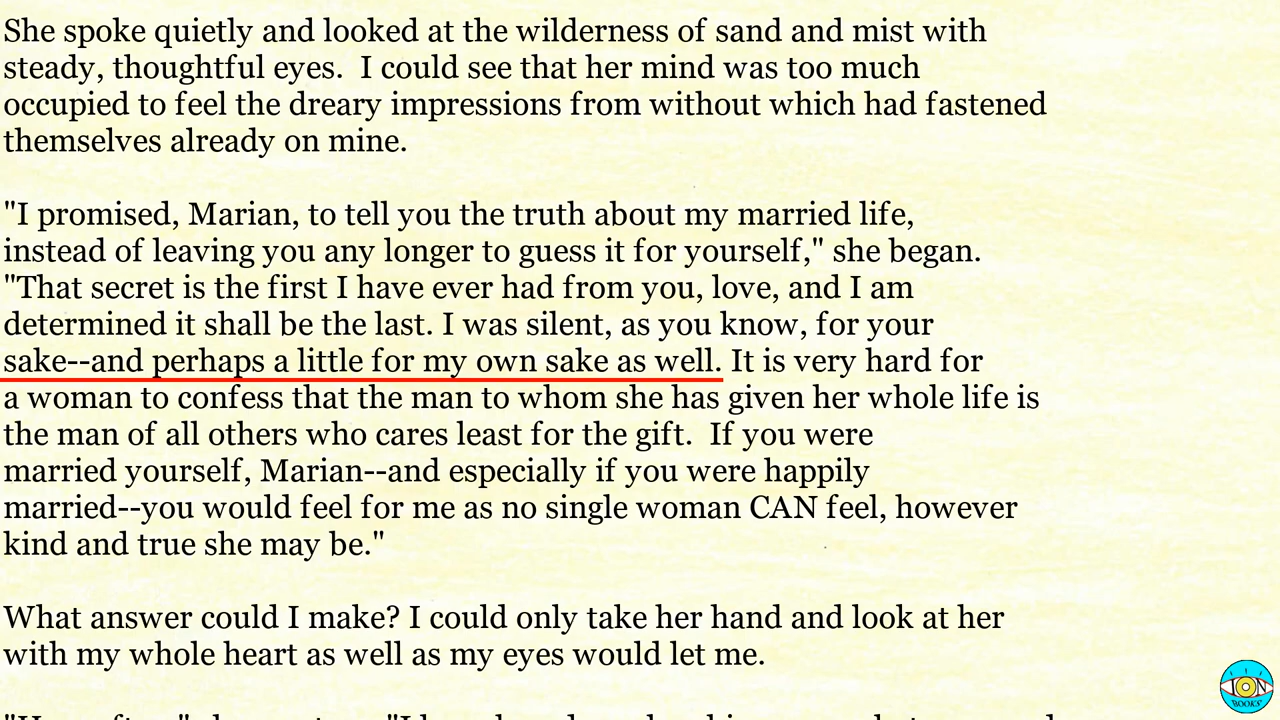 She spoke quietly and looked at the wilderness of sand and mist with
steady, thoughtful eyes.  I could see that her mind was too much
occupied to feel the dreary impressions from without which had fastened
themselves already on mine.
"I promised, Marian, to tell you the truth about my married life,
instead of leaving you any longer to guess it for yourself," she began.
"That secret is the first I have ever had from you, love, and I am
determined it shall be the last. I was silent, as you know, for your
sake--and perhaps a little for my own sake as well. It is very hard for
a woman to confess that the man to whom she has given her whole life is
the man of all others who cares least for the gift.  If you were
married yourself, Marian--and especially if you were happily
married--you would feel for me as no single woman CAN feel, however
kind and true she may be."
What answer could I make? I could only take her hand and look at her
with my whole heart as well as my eyes would let me.
ION
BOOKS